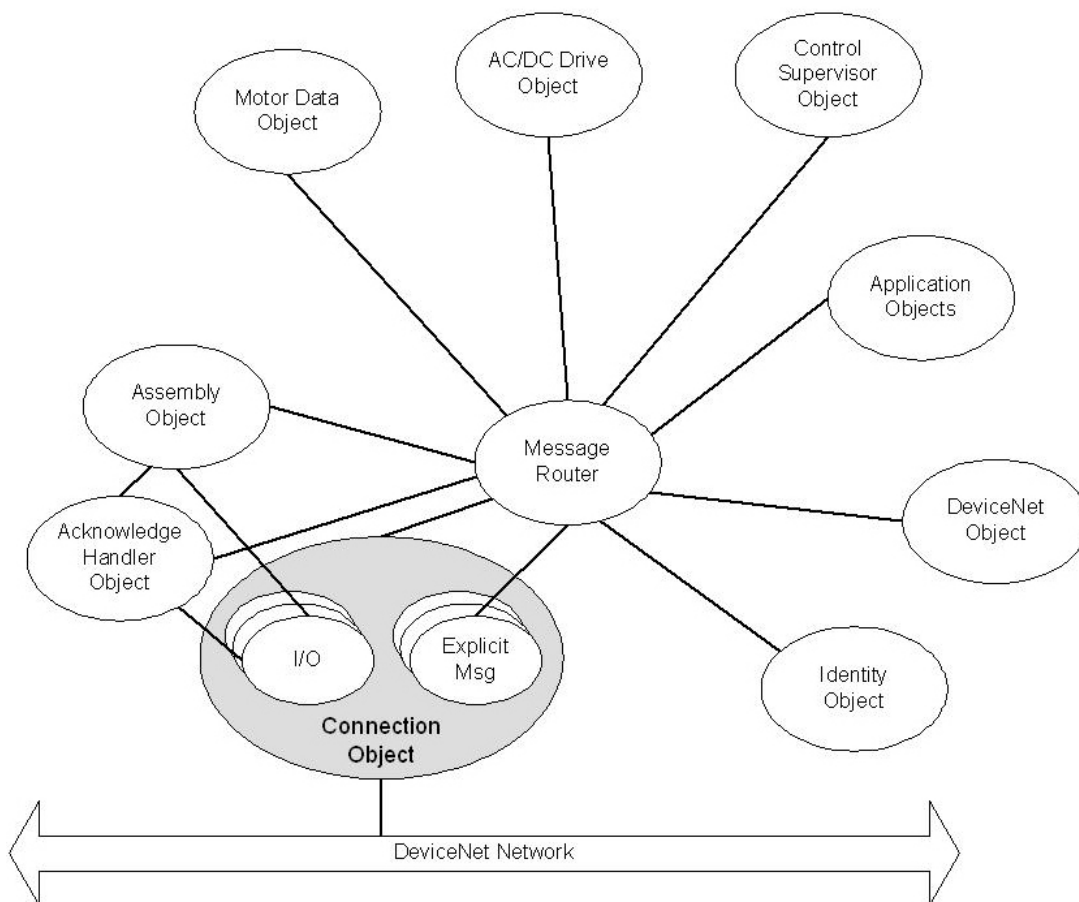 AC/DC Drive
Object
Control
Supervisor
Object
Motor Data
Object
Application
Objects
Assembly
Object
Message
Router
DeviceNet
Object
Acknowledge
Handler
Object
I/O
Explicit
Msg
Identity
Object
Connection
Object
DeviceNet Network